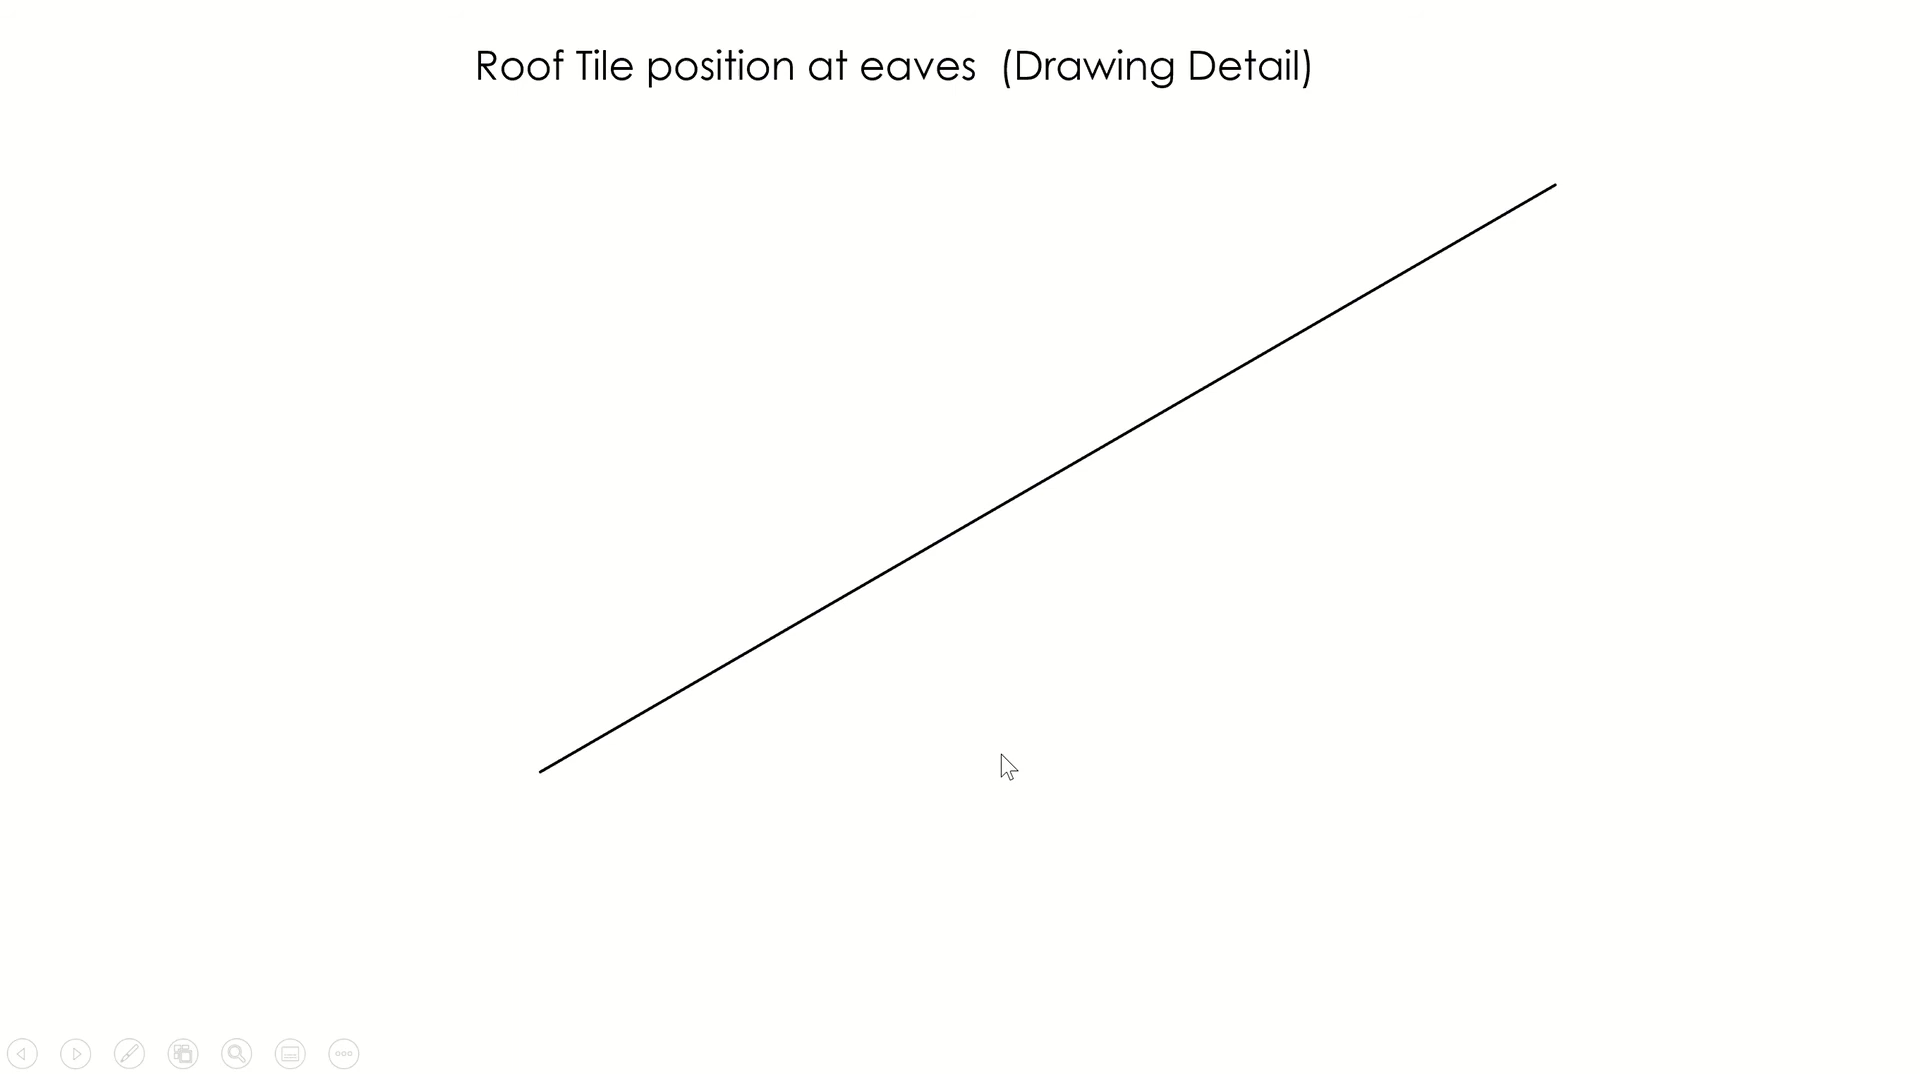 Roof Tile position at eaves  (Drawing Detail)